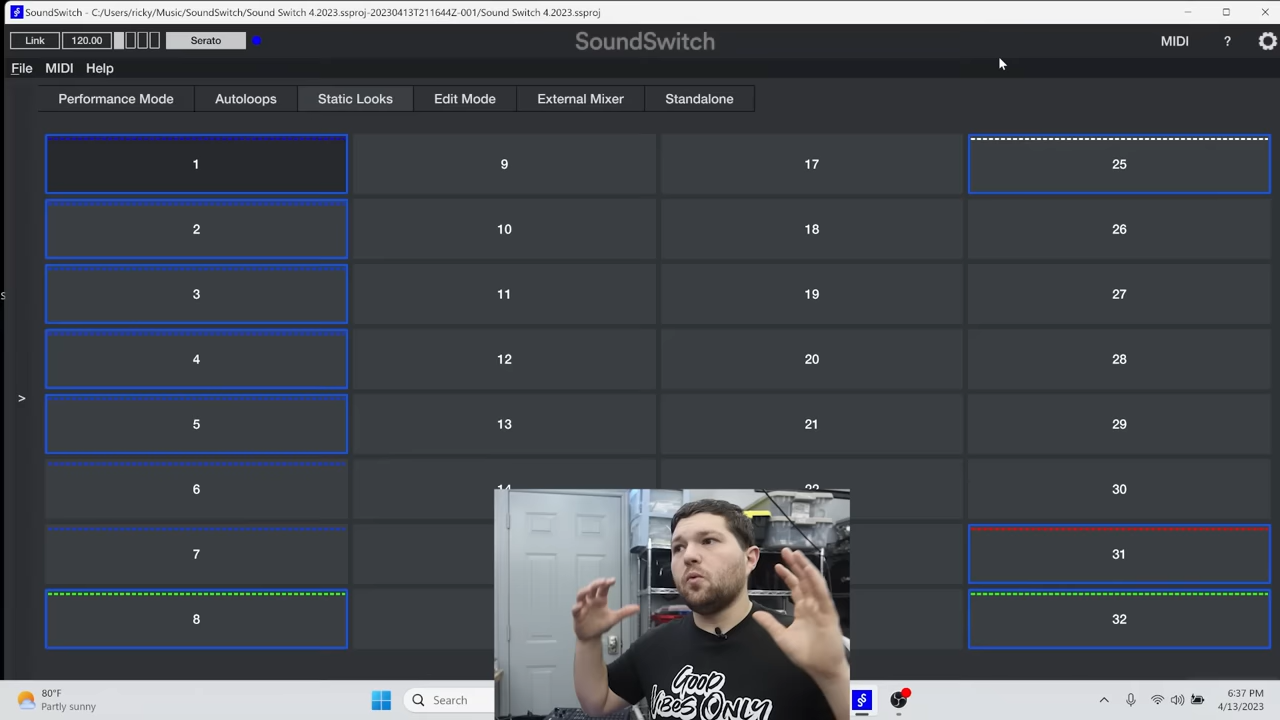 SoundSwitch - C:/Users/ricky/Music/SoundSwitch/Sound Switch 4.2023.ssproj-20230413T211644Z-001/Sound Switch 4.2023.ssproj
Link 120.00 Serato SoundSwitch MIDI ?
File MIDI Help
Performance Mode Autoloops Static Looks Edit Mode External Mixer Standalone
1 9 17 25
2 10 18 26
3 11 19 27
4 12 20 28
> 5 13 21 29
6 30
7 31
8 32
GOOD
VIBES ONLY
80°F
Partly sunny
Search
6:37 PM
4/13/2023